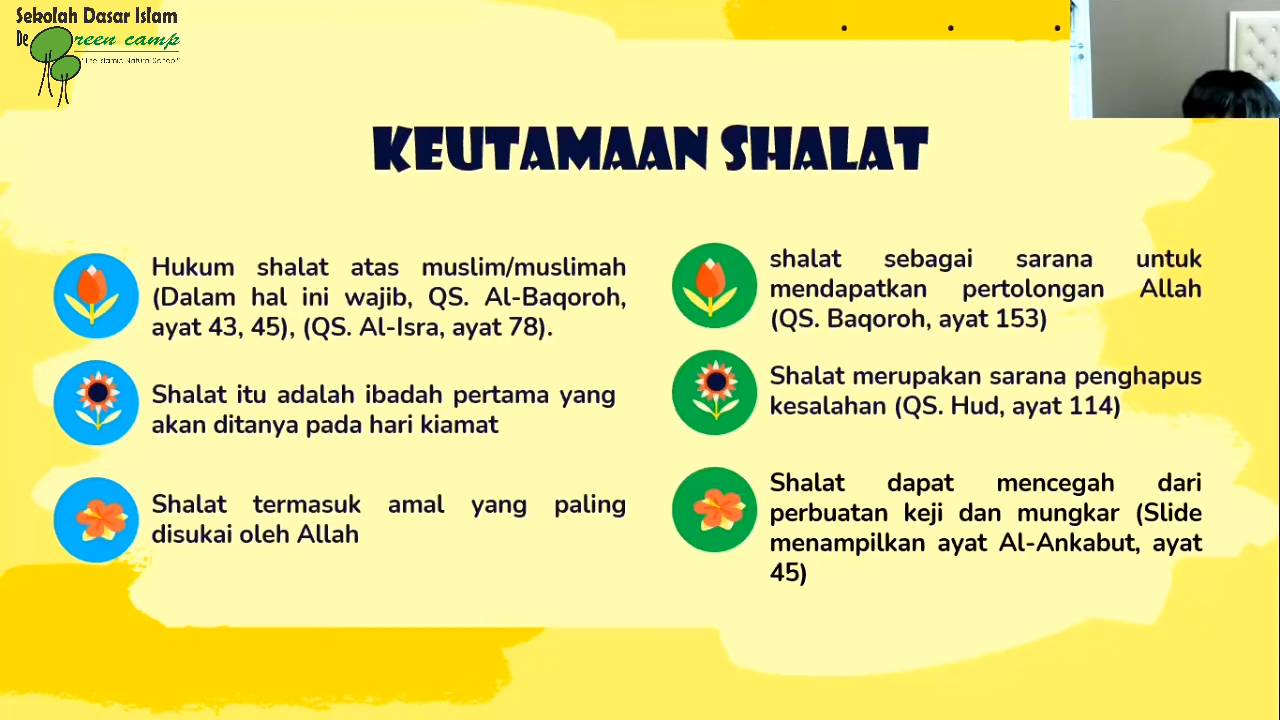 Sekolah Dasar Islam
De Green camp
"The Islamic Natural School"
KEUTAMAAN SHALAT
Hukum shalat atas muslim/muslimah
(Dalam hal ini wajib, QS. Al-Baqoroh,
ayat 43, 45), (QS. Al-Isra, ayat 78).
Shalat itu adalah ibadah pertama yang
akan ditanya pada hari kiamat
Shalat termasuk amal yang paling
disukai oleh Allah
shalat sebagai sarana untuk
mendapatkan pertolongan Allah
(QS. Baqoroh, ayat 153)
Shalat merupakan sarana penghapus
kesalahan (QS. Hud, ayat 114)
Shalat dapat mencegah dari
perbuatan keji dan mungkar (Slide
menampilkan ayat Al-Ankabut, ayat
45)